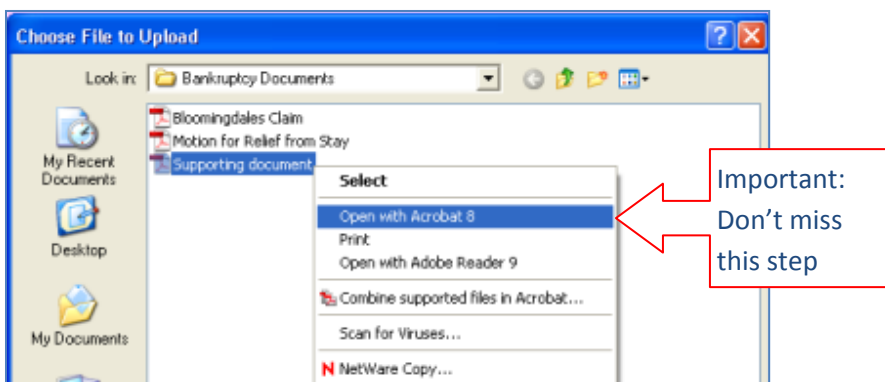 Choose File to Upload
Look in: Bankruptcy Documents
Bloomingdales Claim
Motion for Relief from Stay
Supporting document
My Recent
Documents
Desktop
My Documents
Select
Open with Acrobat 8
Print
Open with Adobe Reader 9
Combine supported files in Acrobat...
Scan for Viruses...
NetWare Copy...
Important:
Don’t miss
this step